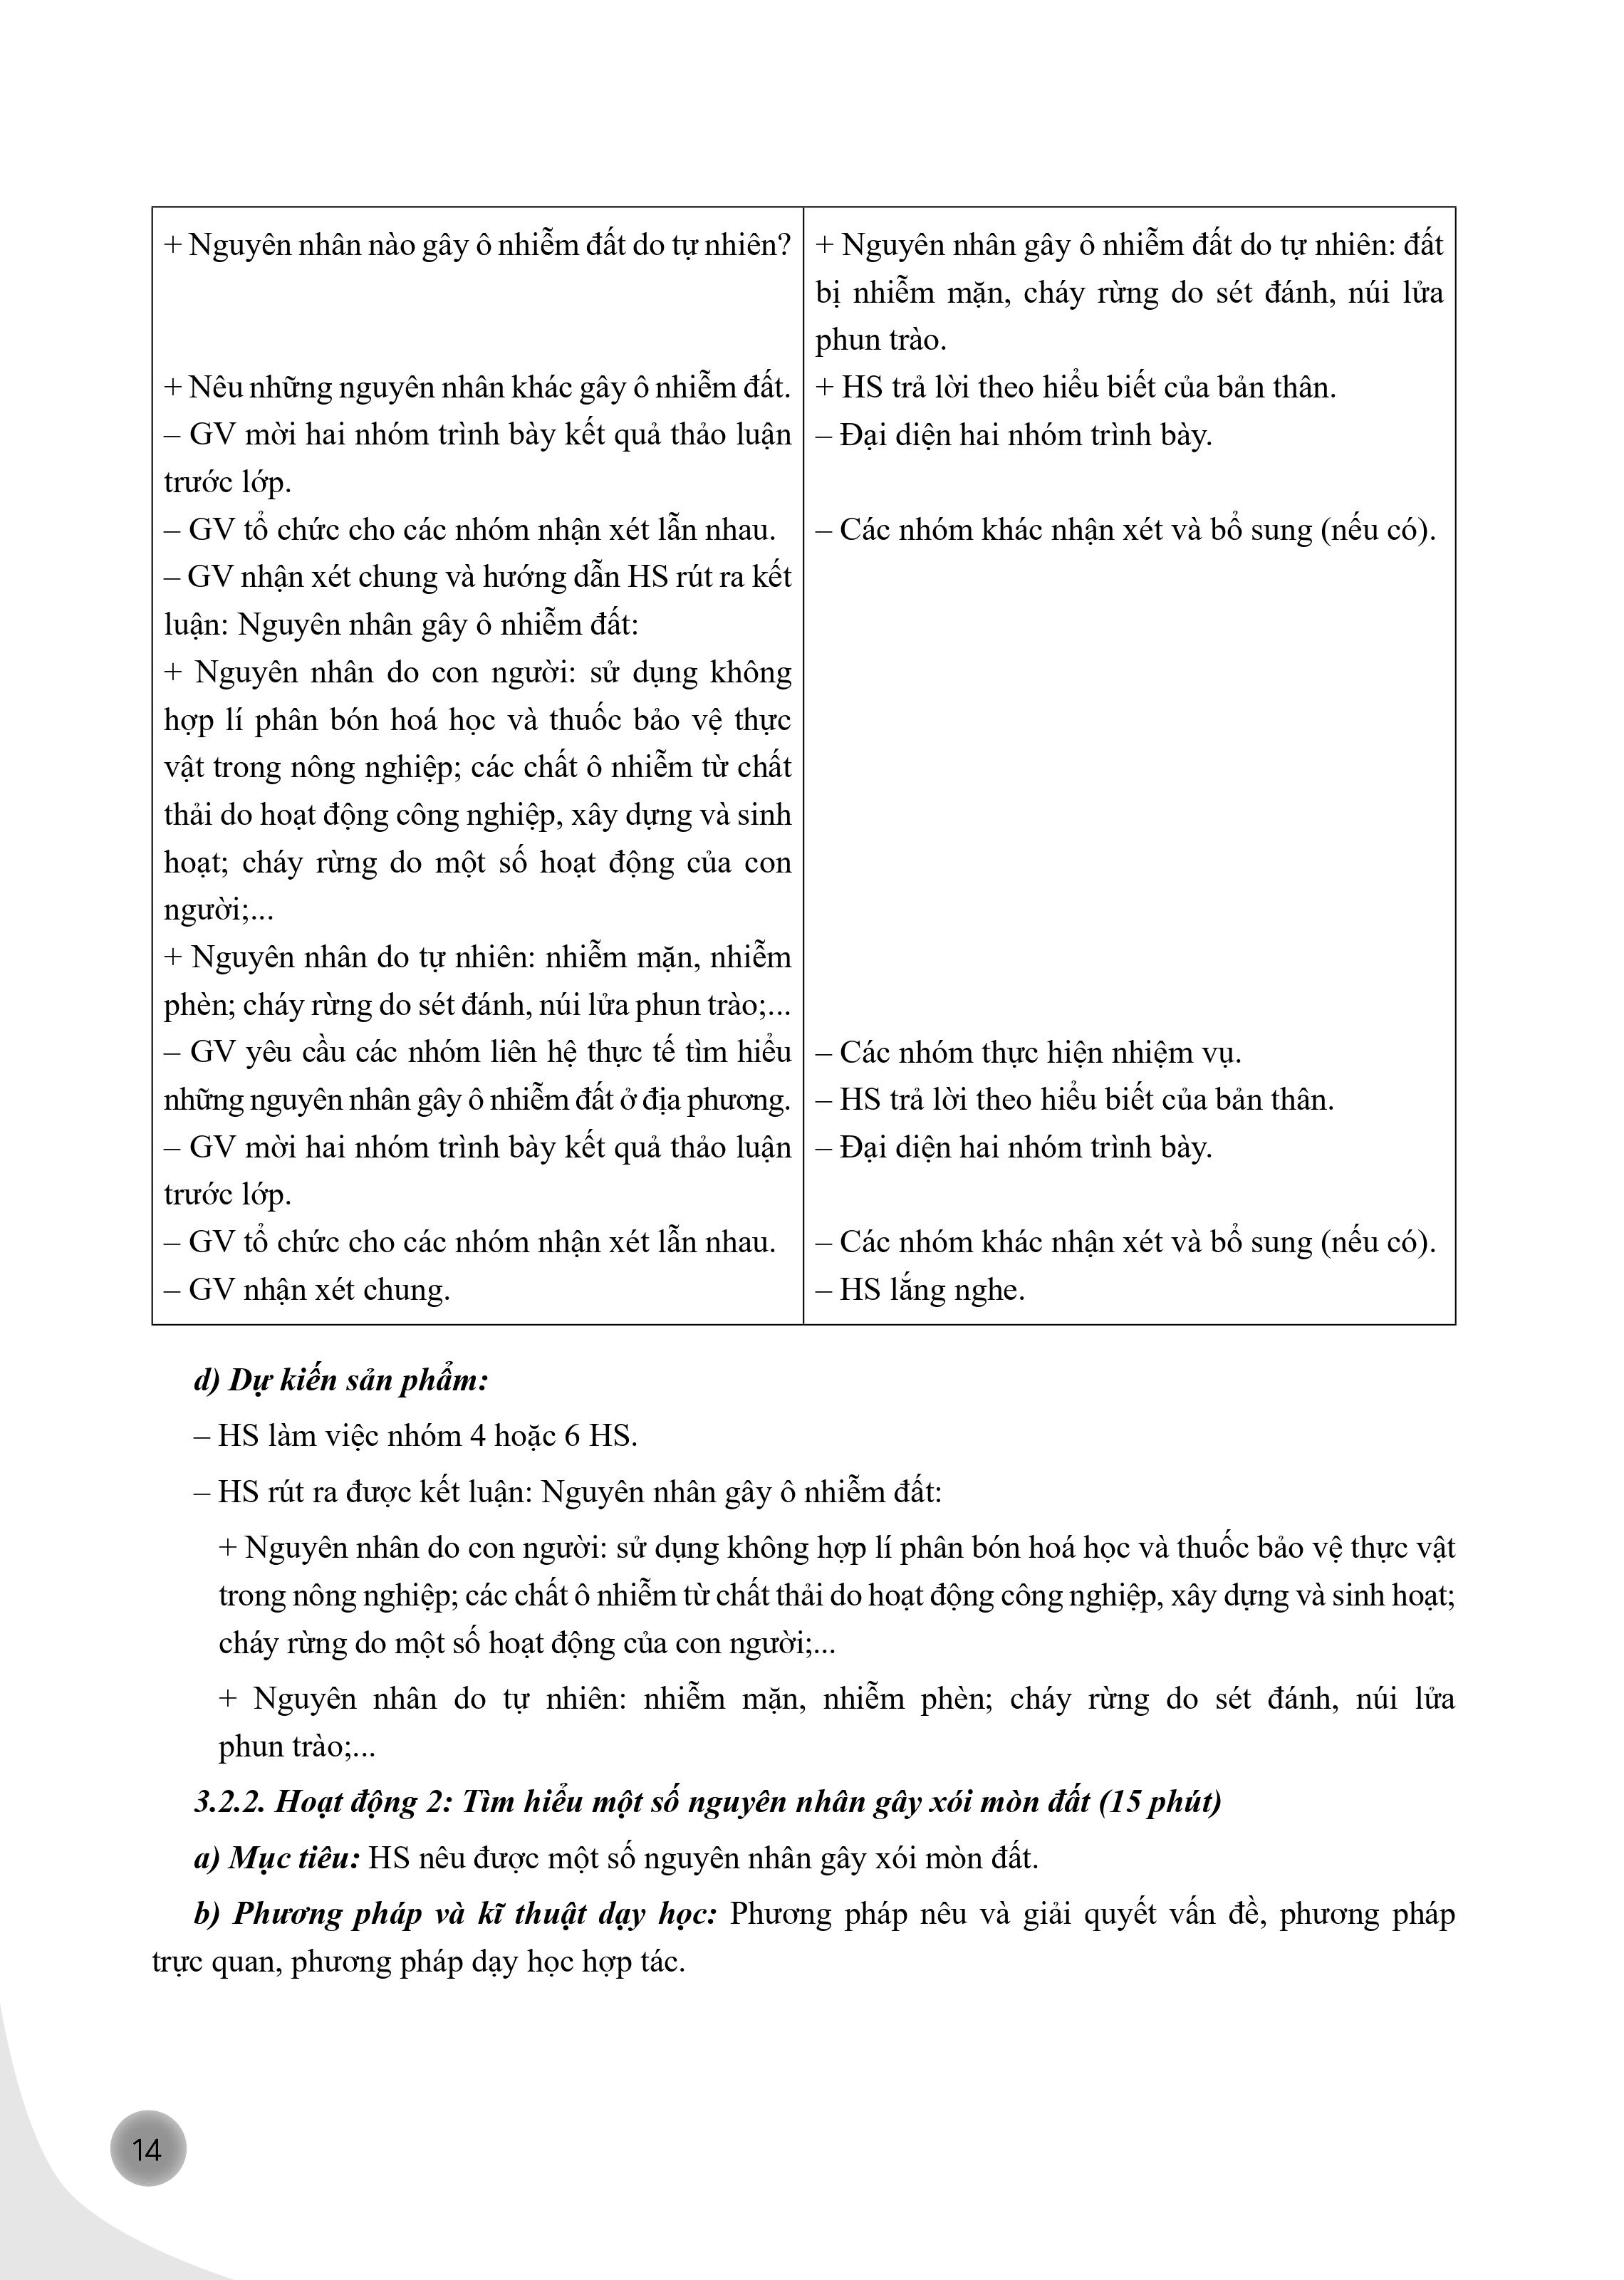 + Nguyên nhân nào gây ô nhiễm đất do tự nhiên?
+ Nêu những nguyên nhân khác gây ô nhiễm đất.
– GV mời hai nhóm trình bày kết quả thảo luận
trước lớp.
– GV tổ chức cho các nhóm nhận xét lẫn nhau.
– GV nhận xét chung và hướng dẫn HS rút ra kết
luận: Nguyên nhân gây ô nhiễm đất:
+ Nguyên nhân do con người: sử dụng không
hợp lí phân bón hoá học và thuốc bảo vệ thực
vật trong nông nghiệp; các chất ô nhiễm từ chất
thải do hoạt động công nghiệp, xây dựng và sinh
hoạt; cháy rừng do một số hoạt động của con
người;...
+ Nguyên nhân do tự nhiên: nhiễm mặn, nhiễm
phèn; cháy rừng do sét đánh, núi lửa phun trào;...
– GV yêu cầu các nhóm liên hệ thực tế tìm hiểu
những nguyên nhân gây ô nhiễm đất ở địa phương.
– GV mời hai nhóm trình bày kết quả thảo luận
trước lớp.
– GV tổ chức cho các nhóm nhận xét lẫn nhau.
– GV nhận xét chung.
+ Nguyên nhân gây ô nhiễm đất do tự nhiên: đất
bị nhiễm mặn, cháy rừng do sét đánh, núi lửa
phun trào.
+ HS trả lời theo hiểu biết của bản thân.
– Đại diện hai nhóm trình bày.
– Các nhóm khác nhận xét và bổ sung (nếu có).
– Các nhóm thực hiện nhiệm vụ.
– HS trả lời theo hiểu biết của bản thân.
– Đại diện hai nhóm trình bày.
– Các nhóm khác nhận xét và bổ sung (nếu có).
– HS lắng nghe.
d) Dự kiến sản phẩm:
– HS làm việc nhóm 4 hoặc 6 HS.
– HS rút ra được kết luận: Nguyên nhân gây ô nhiễm đất:
+ Nguyên nhân do con người: sử dụng không hợp lí phân bón hoá học và thuốc bảo vệ thực vật
trong nông nghiệp; các chất ô nhiễm từ chất thải do hoạt động công nghiệp, xây dựng và sinh hoạt;
cháy rừng do một số hoạt động của con người;...
+ Nguyên nhân do tự nhiên: nhiễm mặn, nhiễm phèn; cháy rừng do sét đánh, núi lửa
phun trào;...
3.2.2. Hoạt động 2: Tìm hiểu một số nguyên nhân gây xói mòn đất (15 phút)
a) Mục tiêu: HS nêu được một số nguyên nhân gây xói mòn đất.
b) Phương pháp và kĩ thuật dạy học: Phương pháp nêu và giải quyết vấn đề, phương pháp
trực quan, phương pháp dạy học hợp tác.
14